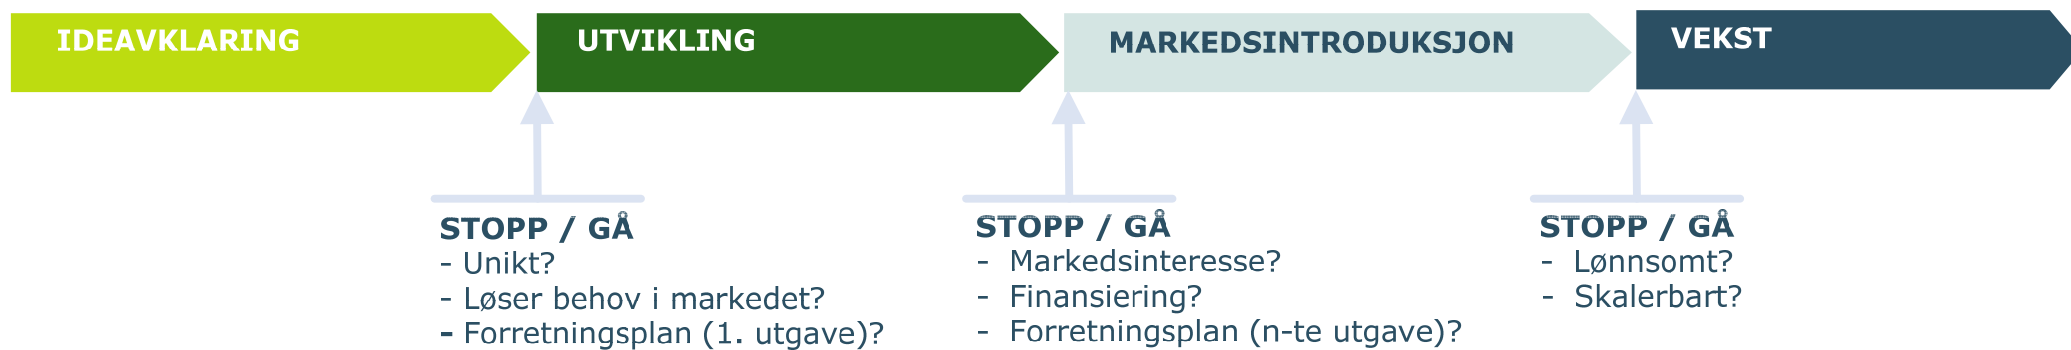 IDEAVKLARING
UTVIKLING
MARKEDSINTRODUKSJON
VEKST
STOPP / GÅ
- Unikt?
- Løser behov i markedet?
- Forretningsplan (1. utgave)?
STOPP / GÅ
- Markedsinteresse?
- Finansiering?
- Forretningsplan (n-te utgave)?
STOPP / GÅ
- Lønnsomt?
- Skalerbart?